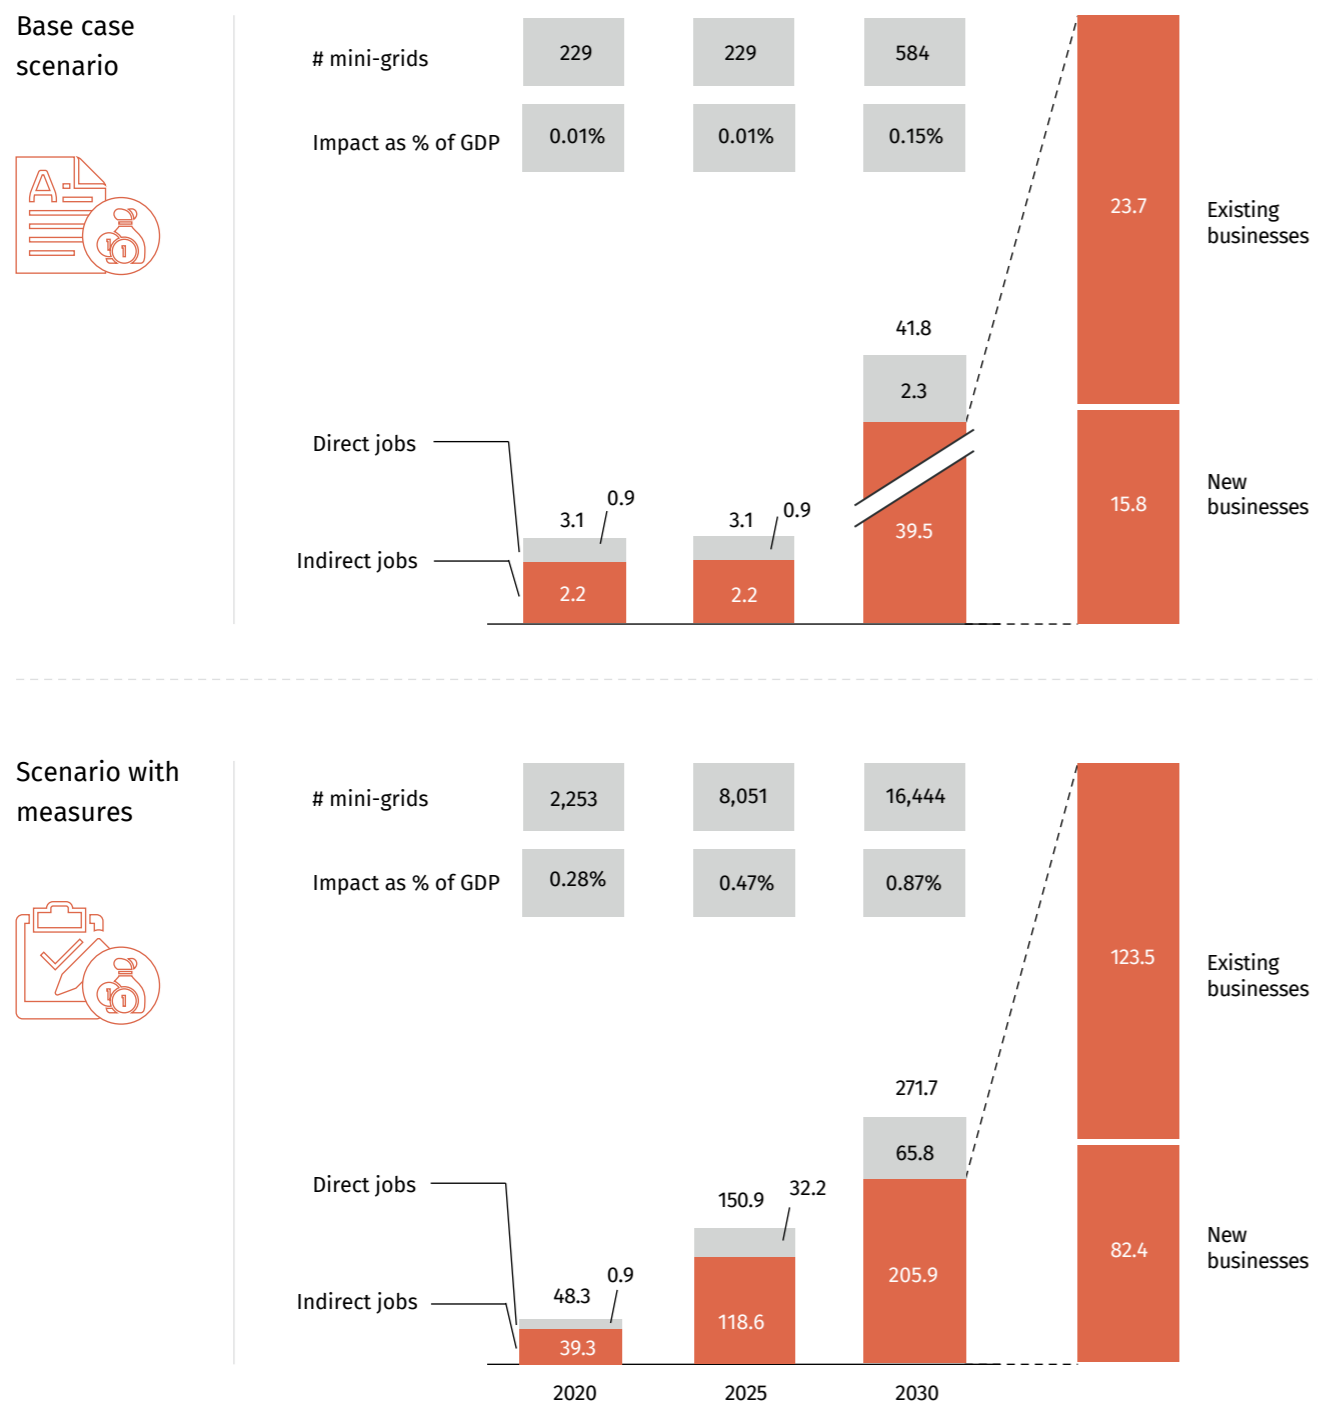 Base case
scenario
# mini-grids
229
229
584
Impact as % of GDP
0.01%
0.01%
0.15%
23.7
Existing
businesses
41.8
2.3
Direct jobs
New
businesses
15.8
3.1
0.9
3.1
0.9
39.5
Indirect jobs
2.2
2.2
Scenario with
measures
# mini-grids
2,253
8,051
16,444
Impact as % of GDP
0.28%
0.47%
0.87%
123.5
Existing
businesses
271.7
65.8
Direct jobs
150.9
32.2
New
businesses
82.4
48.3
0.9
205.9
Indirect jobs
118.6
39.3
2020
2025
2030